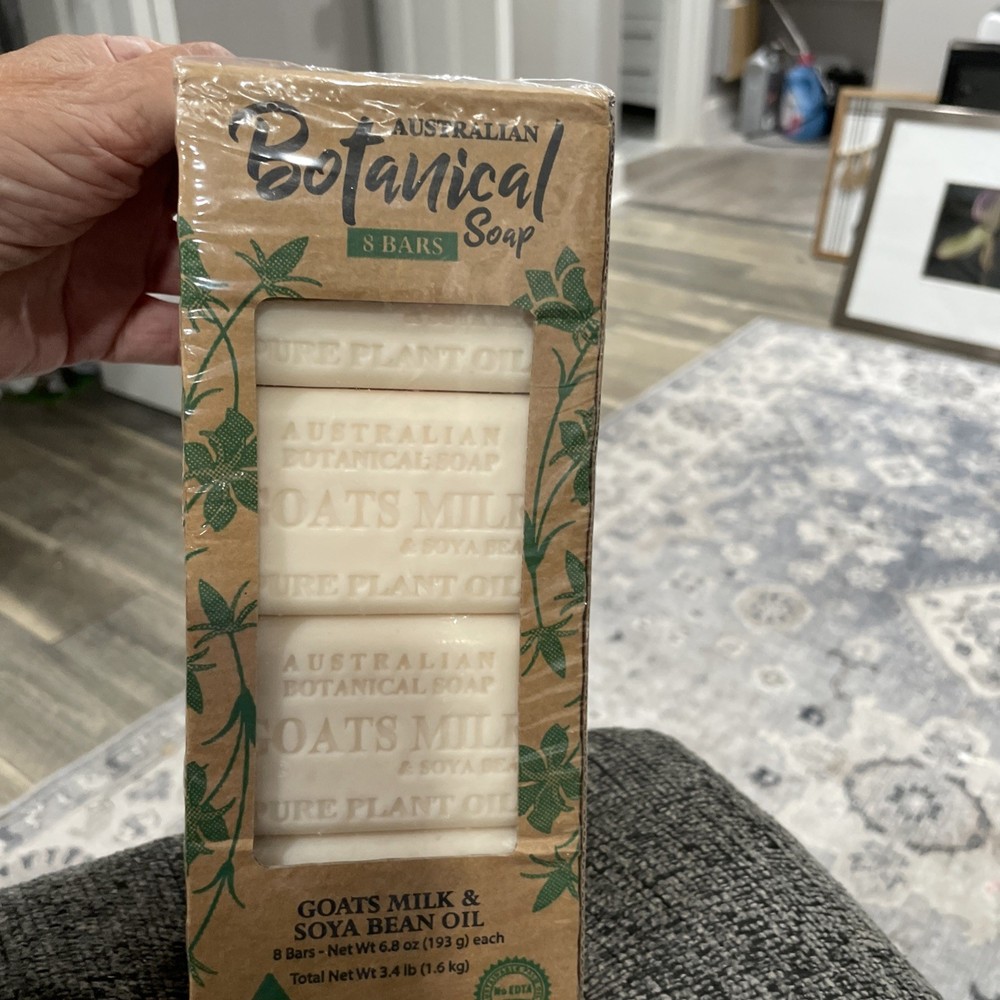 AUSTRALIAN
Botanical
Soap
8 BARS
PURE PLANT OIL
AUSTRALIAN
BOTANICAL SOAP
GOATS MILK
& SOYA BEA
PURE PLANT OIL
AUSTRALIAN
BOTANICAL SOAP
GOATS MILK
& SOYA BEA
PURE PLANT OIL
GOATS MILK &
SOYA BEAN OIL
8 Bars - Net Wt 6.8 oz (193 g) each
Total Net Wt 3.4 lb (1.6 kg)
No EDTA